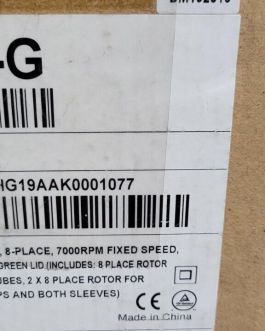 -G
HG19AAK0001077
, 8-PLACE, 7000RPM FIXED SPEED,
GREEN LID (INCLUDES: 8 PLACE ROTOR
UBES, 2 X 8 PLACE ROTOR FOR
PS AND BOTH SLEEVES)
CE
Made in China